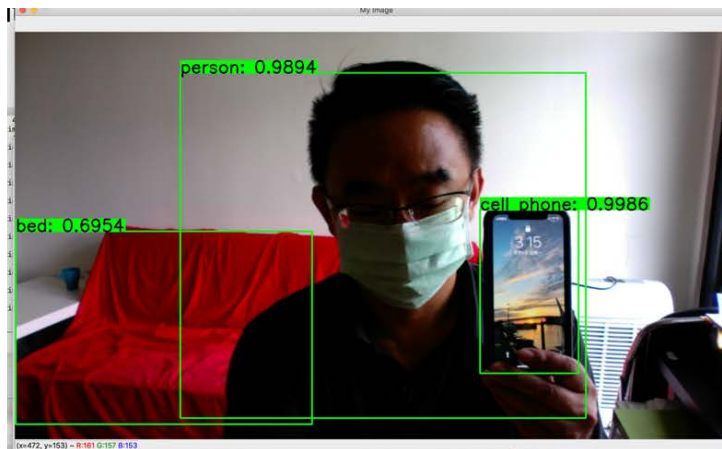 My Image
person: 0.9894
cell phone: 0.9986
bed: 0.6954
3:15
(x=472, y=153) ~ R:161 G:157 B:153